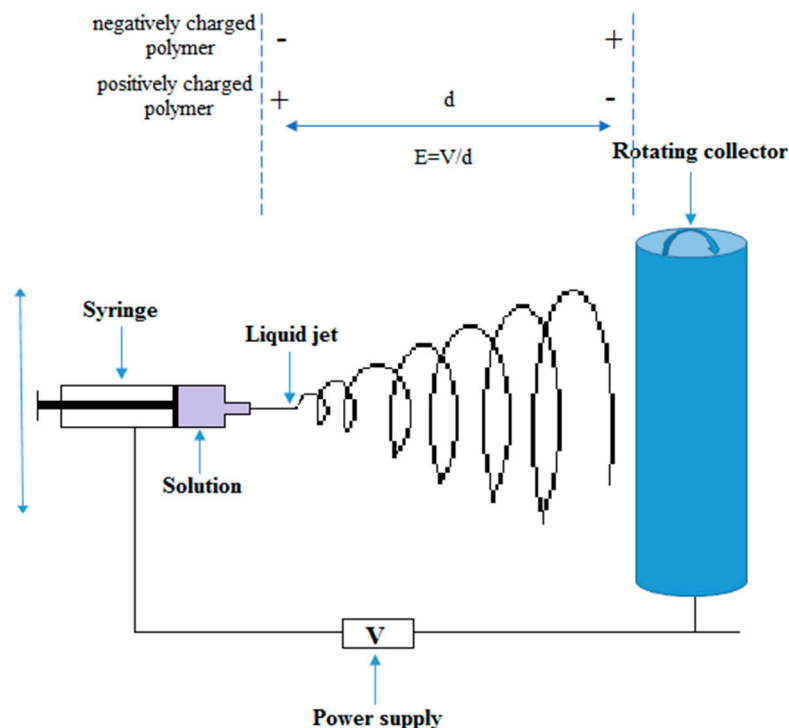 negatively charged
polymer
-
+
positively charged
polymer
+
d
-
E=V/d
Rotating collector
Syringe
Liquid jet
Solution
V
Power supply